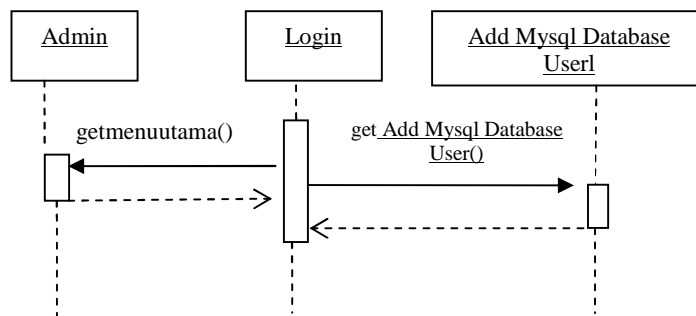 Admin
Login
Add Mysql Database
Userl
getmenuutama()
get Add Mysql Database
User()